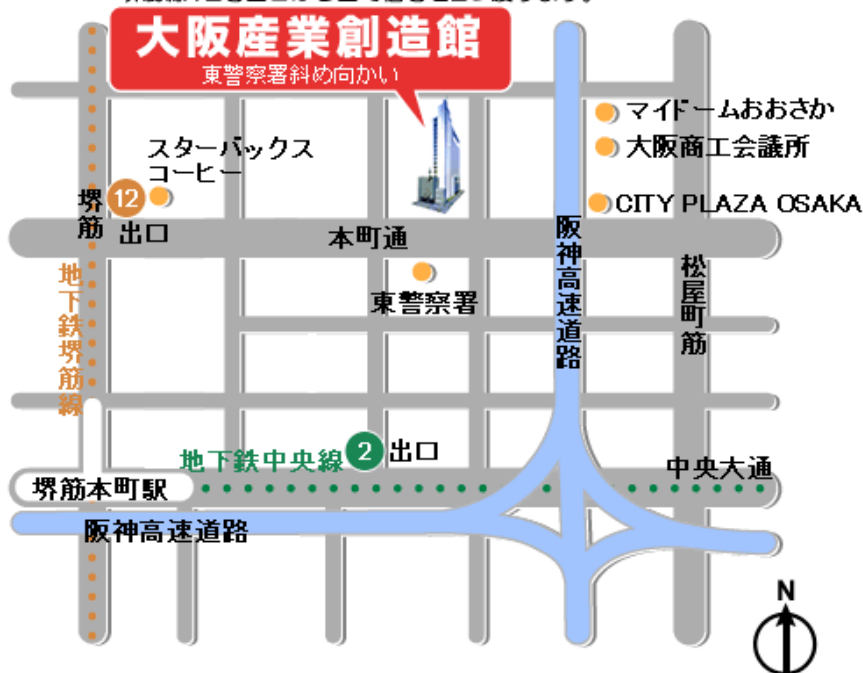 大阪産業創造館
東警察署斜め向かい
マイドームおおさか
大阪商工会議所
スターバックス
コーヒー
CITY PLAZA OSAKA
12
出口
堺筋
本町通
阪神高速道路
松屋町筋
東警察署
地下鉄堺筋線
地下鉄中央線
2
出口
中央大通
堺筋本町駅
阪神高速道路
N